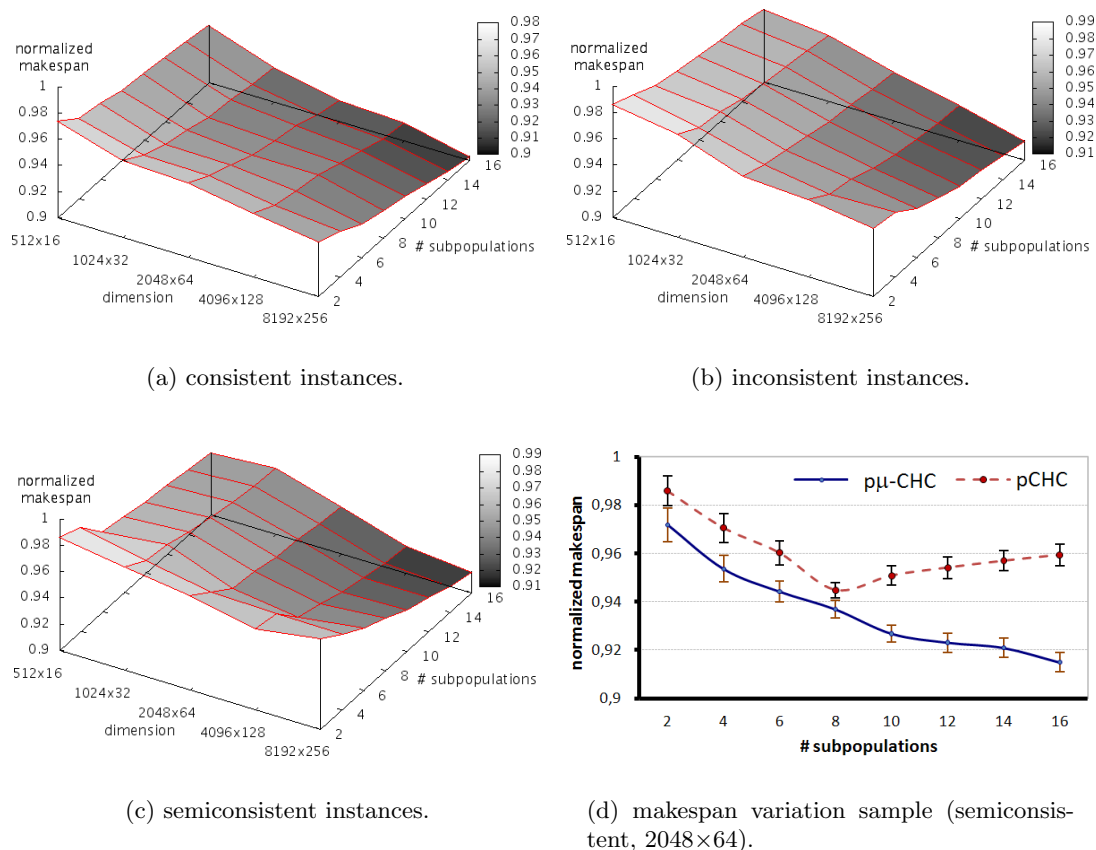 normalized
makespan
1
0.98
0.96
0.94
0.92
0.9
512x16
1024x32
2048x64
4096x128
8192x256
dimension
2
4
6
8
10
12
14
16
# subpopulations
0.98
0.97
0.96
0.95
0.94
0.93
0.92
0.91
0.9
(a) consistent instances.
normalized
makespan
1
0.98
0.96
0.94
0.92
0.9
512x16
1024x32
2048x64
4096x128
8192x256
dimension
2
4
6
8
10
12
14
16
# subpopulations
0.99
0.98
0.97
0.96
0.95
0.94
0.93
0.92
0.91
(b) inconsistent instances.
normalized
makespan
1
0.98
0.96
0.94
0.92
0.9
512x16
1024x32
2048x64
4096x128
8192x256
dimension
2
4
6
8
10
12
14
16
# subpopulations
0.99
0.98
0.97
0.96
0.95
0.94
0.93
0.92
0.91
(c) semiconsistent instances.
pμ-CHC
pCHC
normalized makespan
1
0,98
0,96
0,94
0,92
0,9
2 4 6 8 10 12 14 16
# subpopulations
(d) makespan variation sample (semiconsis-
tent, 2048×64).